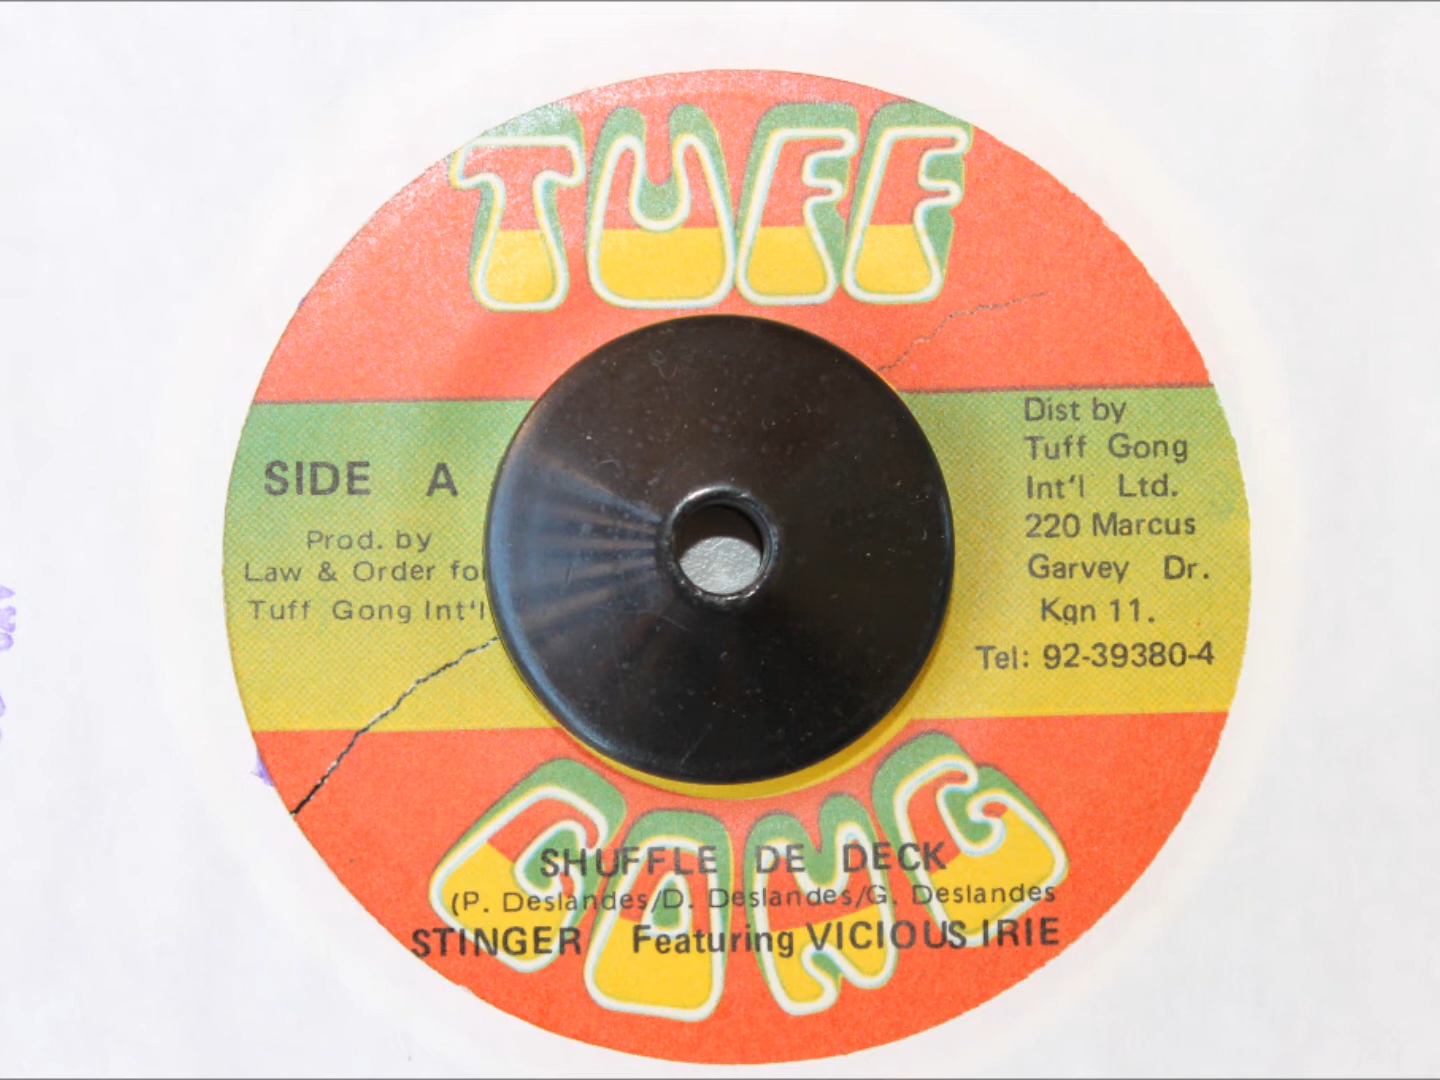 TUFF
SIDE A
Prod. by
Law & Order fo
Tuff Gong Int'l
Dist by
Tuff Gong
Int'l Ltd.
220 Marcus
Garvey Dr.
Kgn 11.
Tel: 92-39380-4
GONG
SHUFFLE DE DECK
(P. Deslandes/D. Deslandes/G. Deslandes
STINGER Featuring VICIOUS IRIE